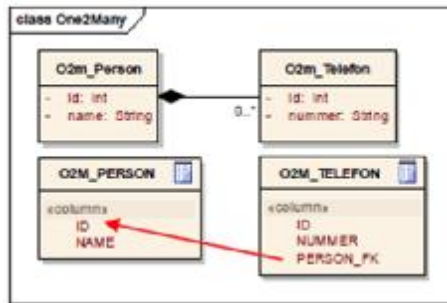 class One2Many
O2m_Person
- id: int
- name: String
0..*
O2m_Telefon
- id: int
- nummer: String
O2M_PERSON
«column»
ID
NAME
O2M_TELEFON
«column»
ID
NUMMER
PERSON_FK